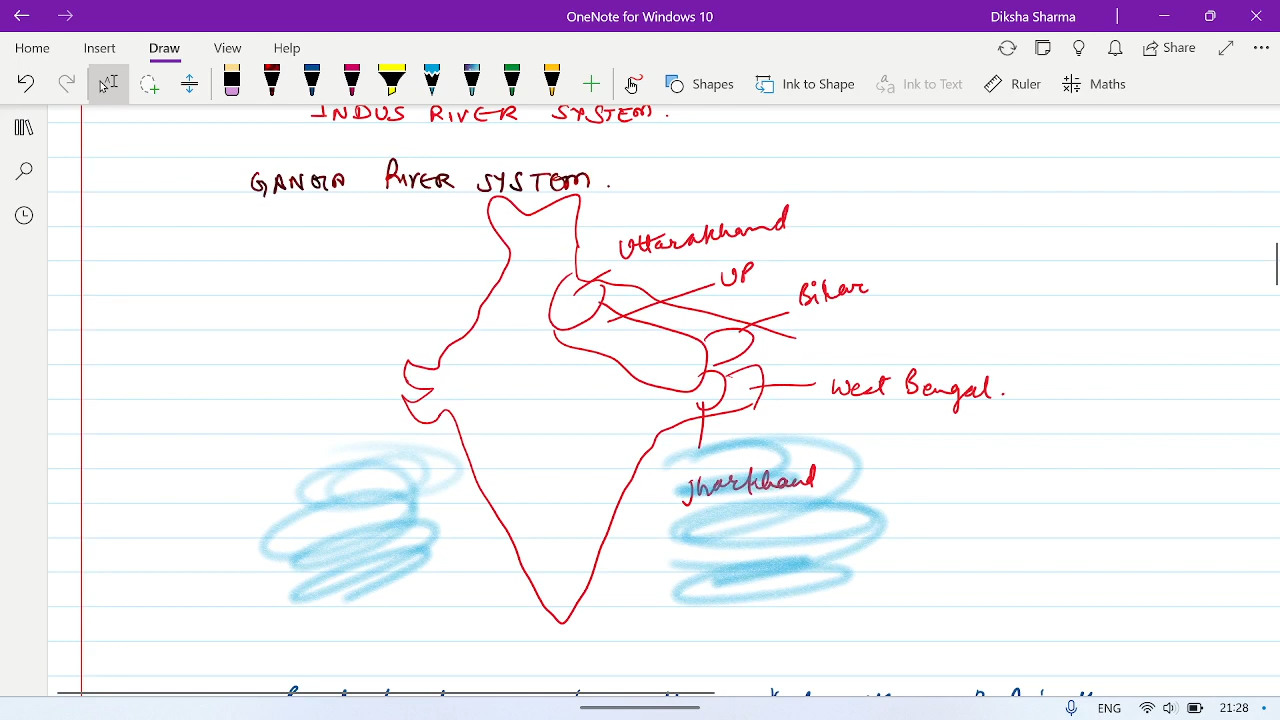 OneNote for Windows 10
Diksha Sharma
Home Insert Draw View Help
Share
Shapes Ink to Shape Ink to Text Ruler Maths
INDUS RIVER SYSTEM.
GANGA RIVER SYSTEM.
Uttarakhand
UP
Bihar
West Bengal.
Jharkhand
ENG 21:28